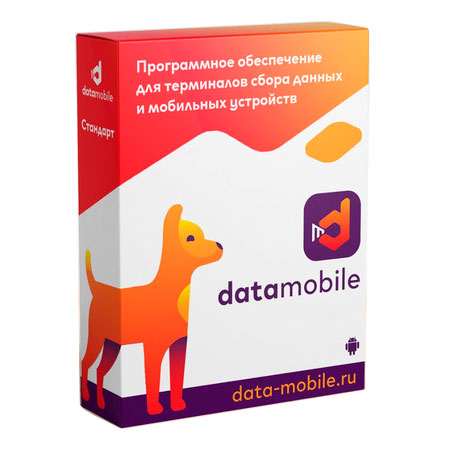 datamobile
Стандарт
Программное обеспечение
для терминалов сбора данных
и мобильных устройств
datamobile
data-mobile.ru